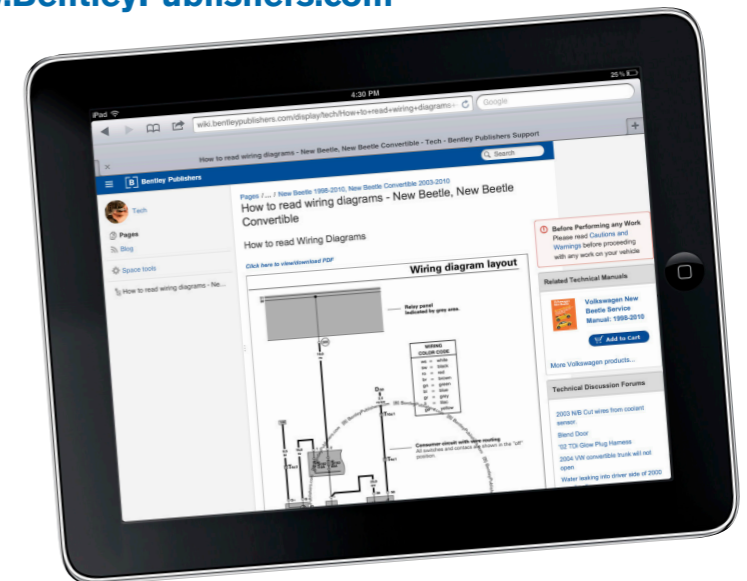 .BentleyPublishers.com
iPad
4:30 PM
25%
wiki.bentleypublishers.com/display/tech/How+to+read+wiring+diagrams+
Google
How to read wiring diagrams - New Beetle, New Beetle Convertible - Tech - Bentley Publishers Support
[B] Bentley Publishers
Search
Tech
Pages
Blog
Space tools
How to read wiring diagrams - Ne...
Pages / ... / New Beetle 1998-2010, New Beetle Convertible 2003-2010
How to read wiring diagrams - New Beetle, New Beetle
Convertible
How to read Wiring Diagrams
Click here to view/download PDF
Wiring diagram layout
Relay panel
indicated by grey area.
WIRING
COLOR CODE
ws = white
sw = black
ro = red
br = brown
gn = green
bl = blue
gr = grey
li = lilac
ge = yellow
Consumer circuit with wire routing
All switches and contacs are shown in the "off"
position.
Before Performing any Work
Please read Cautions and
Warnings before proceeding
with any work on your vehicle
Related Technical Manuals
Volkswagen New
Beetle Service
Manual: 1998-2010
Add to Cart
More Volkswagen products...
Technical Discussion Forums
2003 N/B Cut wires from coolant
sensor.
Blend Door
'02 TDi Glow Plug Harness
2004 VW convertible trunk will not
open
Water leaking into driver side of 2000